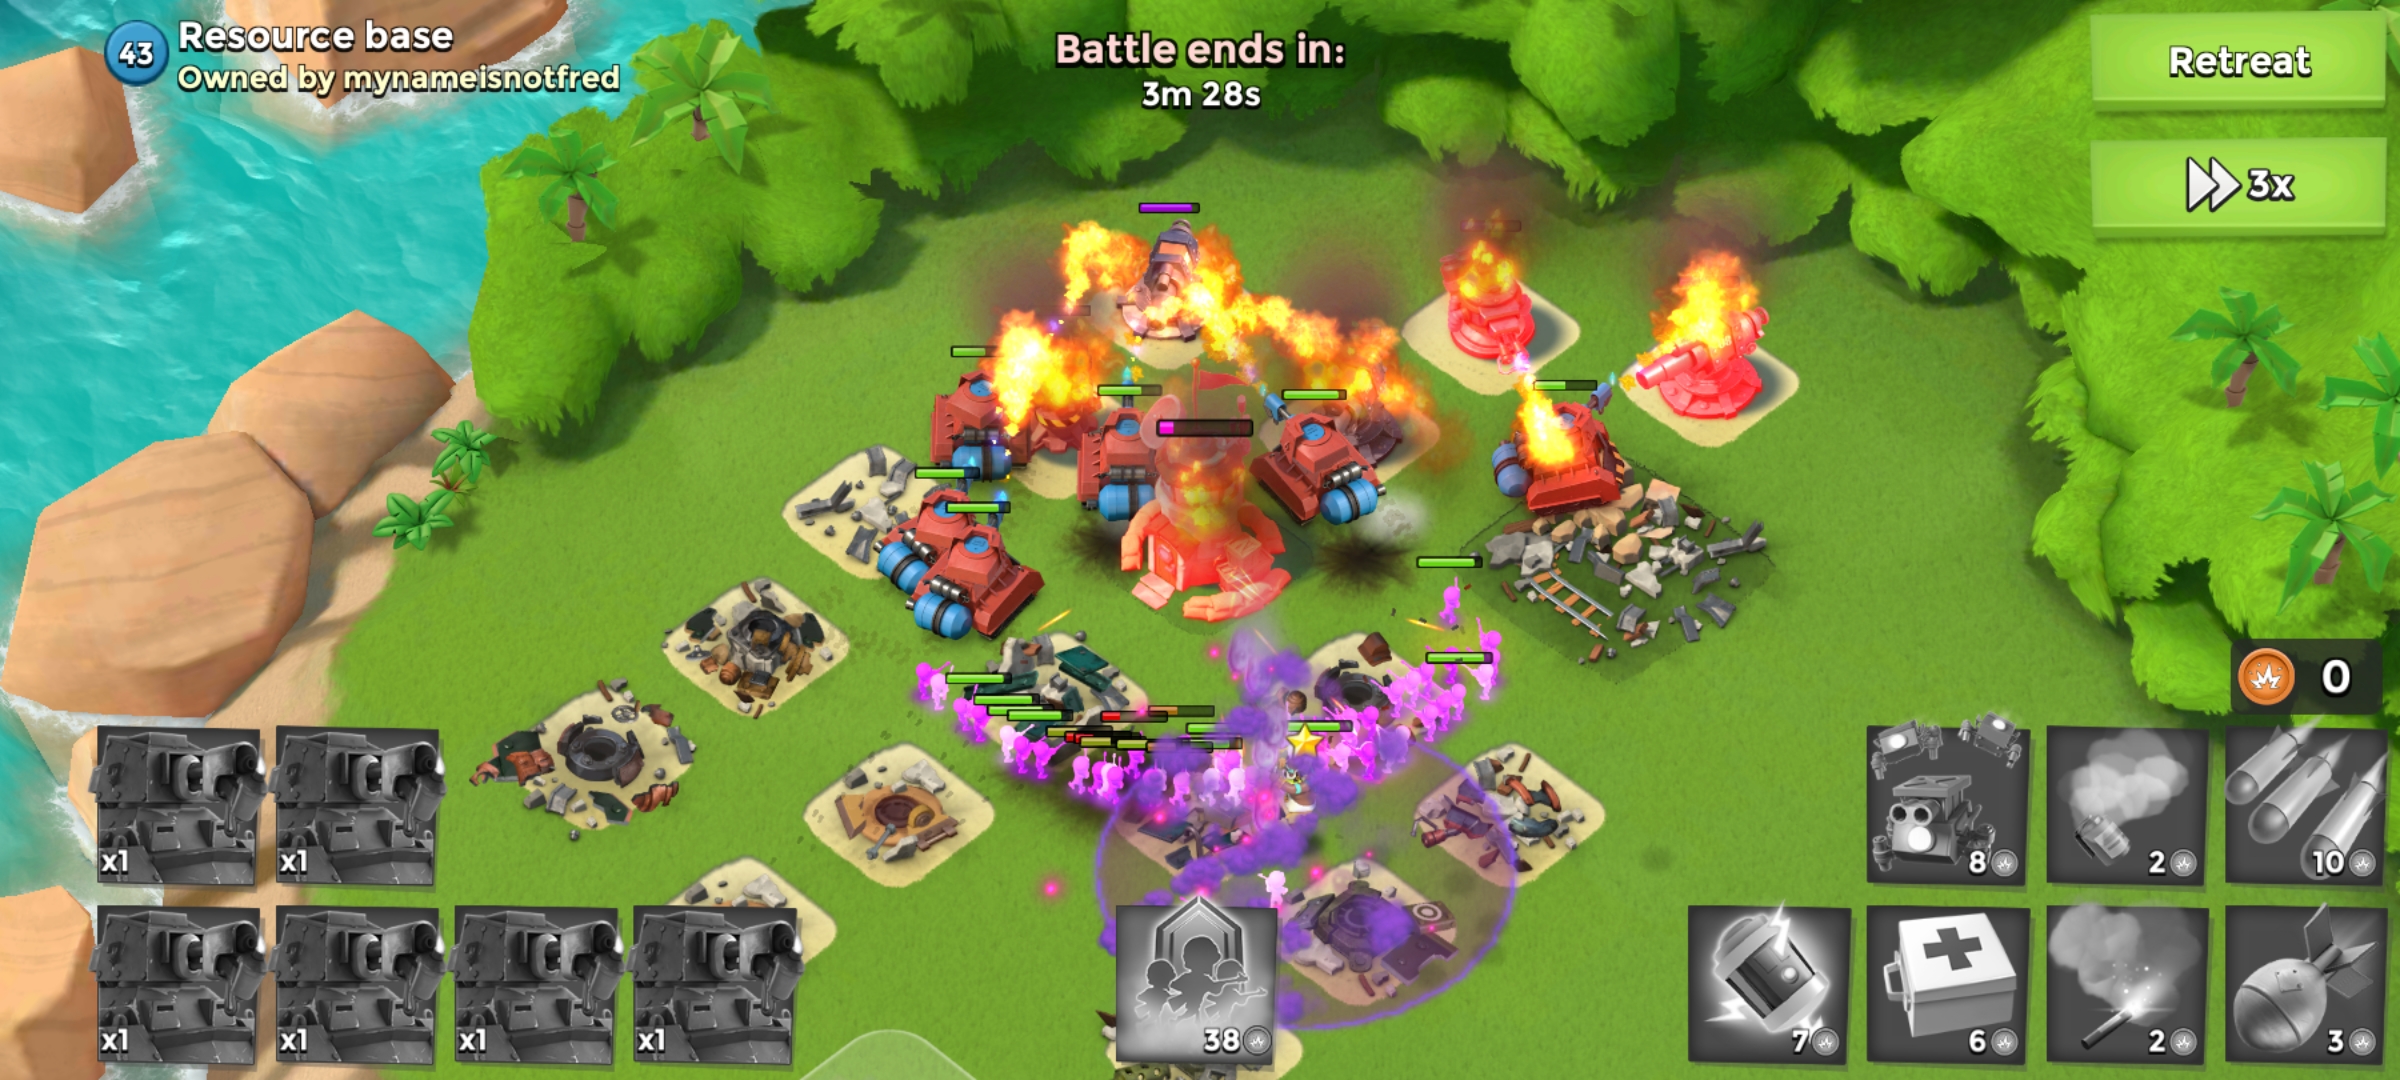 43
Resource base
Owned by mynameisnotfred
Battle ends in:
3m 28s
Retreat
3x
0
x1
x1
8
2
10
x1
x1
x1
x1
38
7
6
2
3